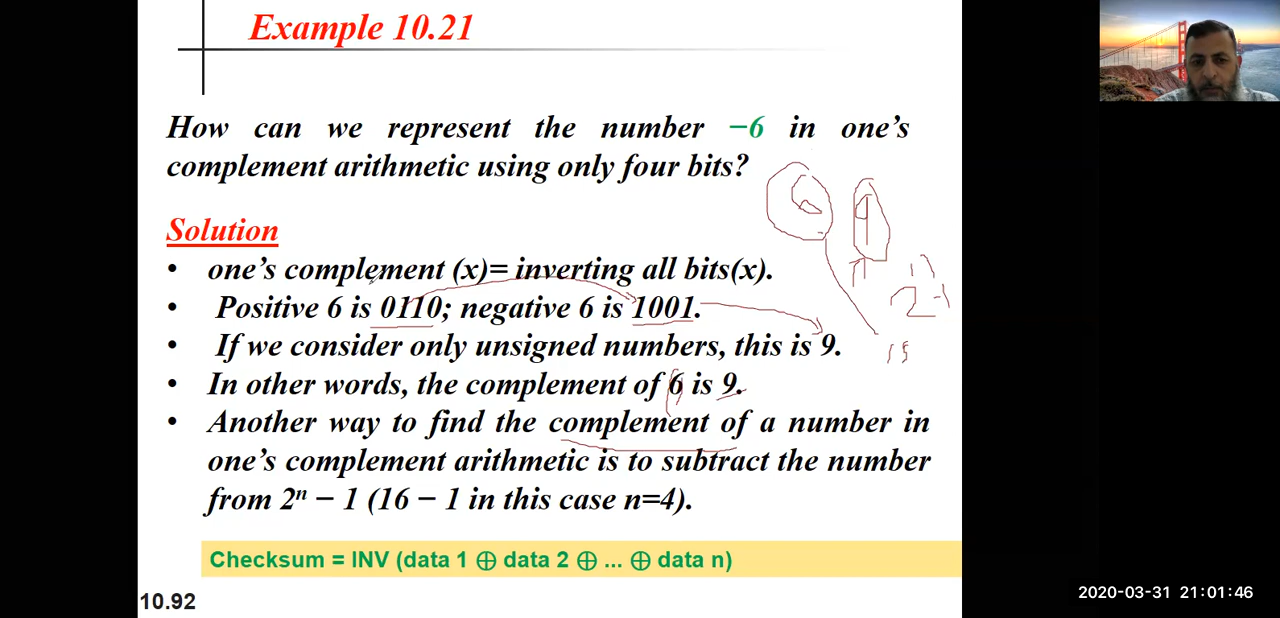 Example 10.21
How can we represent the number −6 in one's
complement arithmetic using only four bits?
Solution
• one's complement (x)= inverting all bits(x).
• Positive 6 is 0110; negative 6 is 1001.
• If we consider only unsigned numbers, this is 9.
• In other words, the complement of 6 is 9.
• Another way to find the complement of a number in
one's complement arithmetic is to subtract the number
from 2ⁿ − 1 (16 − 1 in this case n=4).
Checksum = INV (data 1 ⊕ data 2 ⊕ ... ⊕ data n)
10.92
6 9
15
2020-03-31 21:01:46